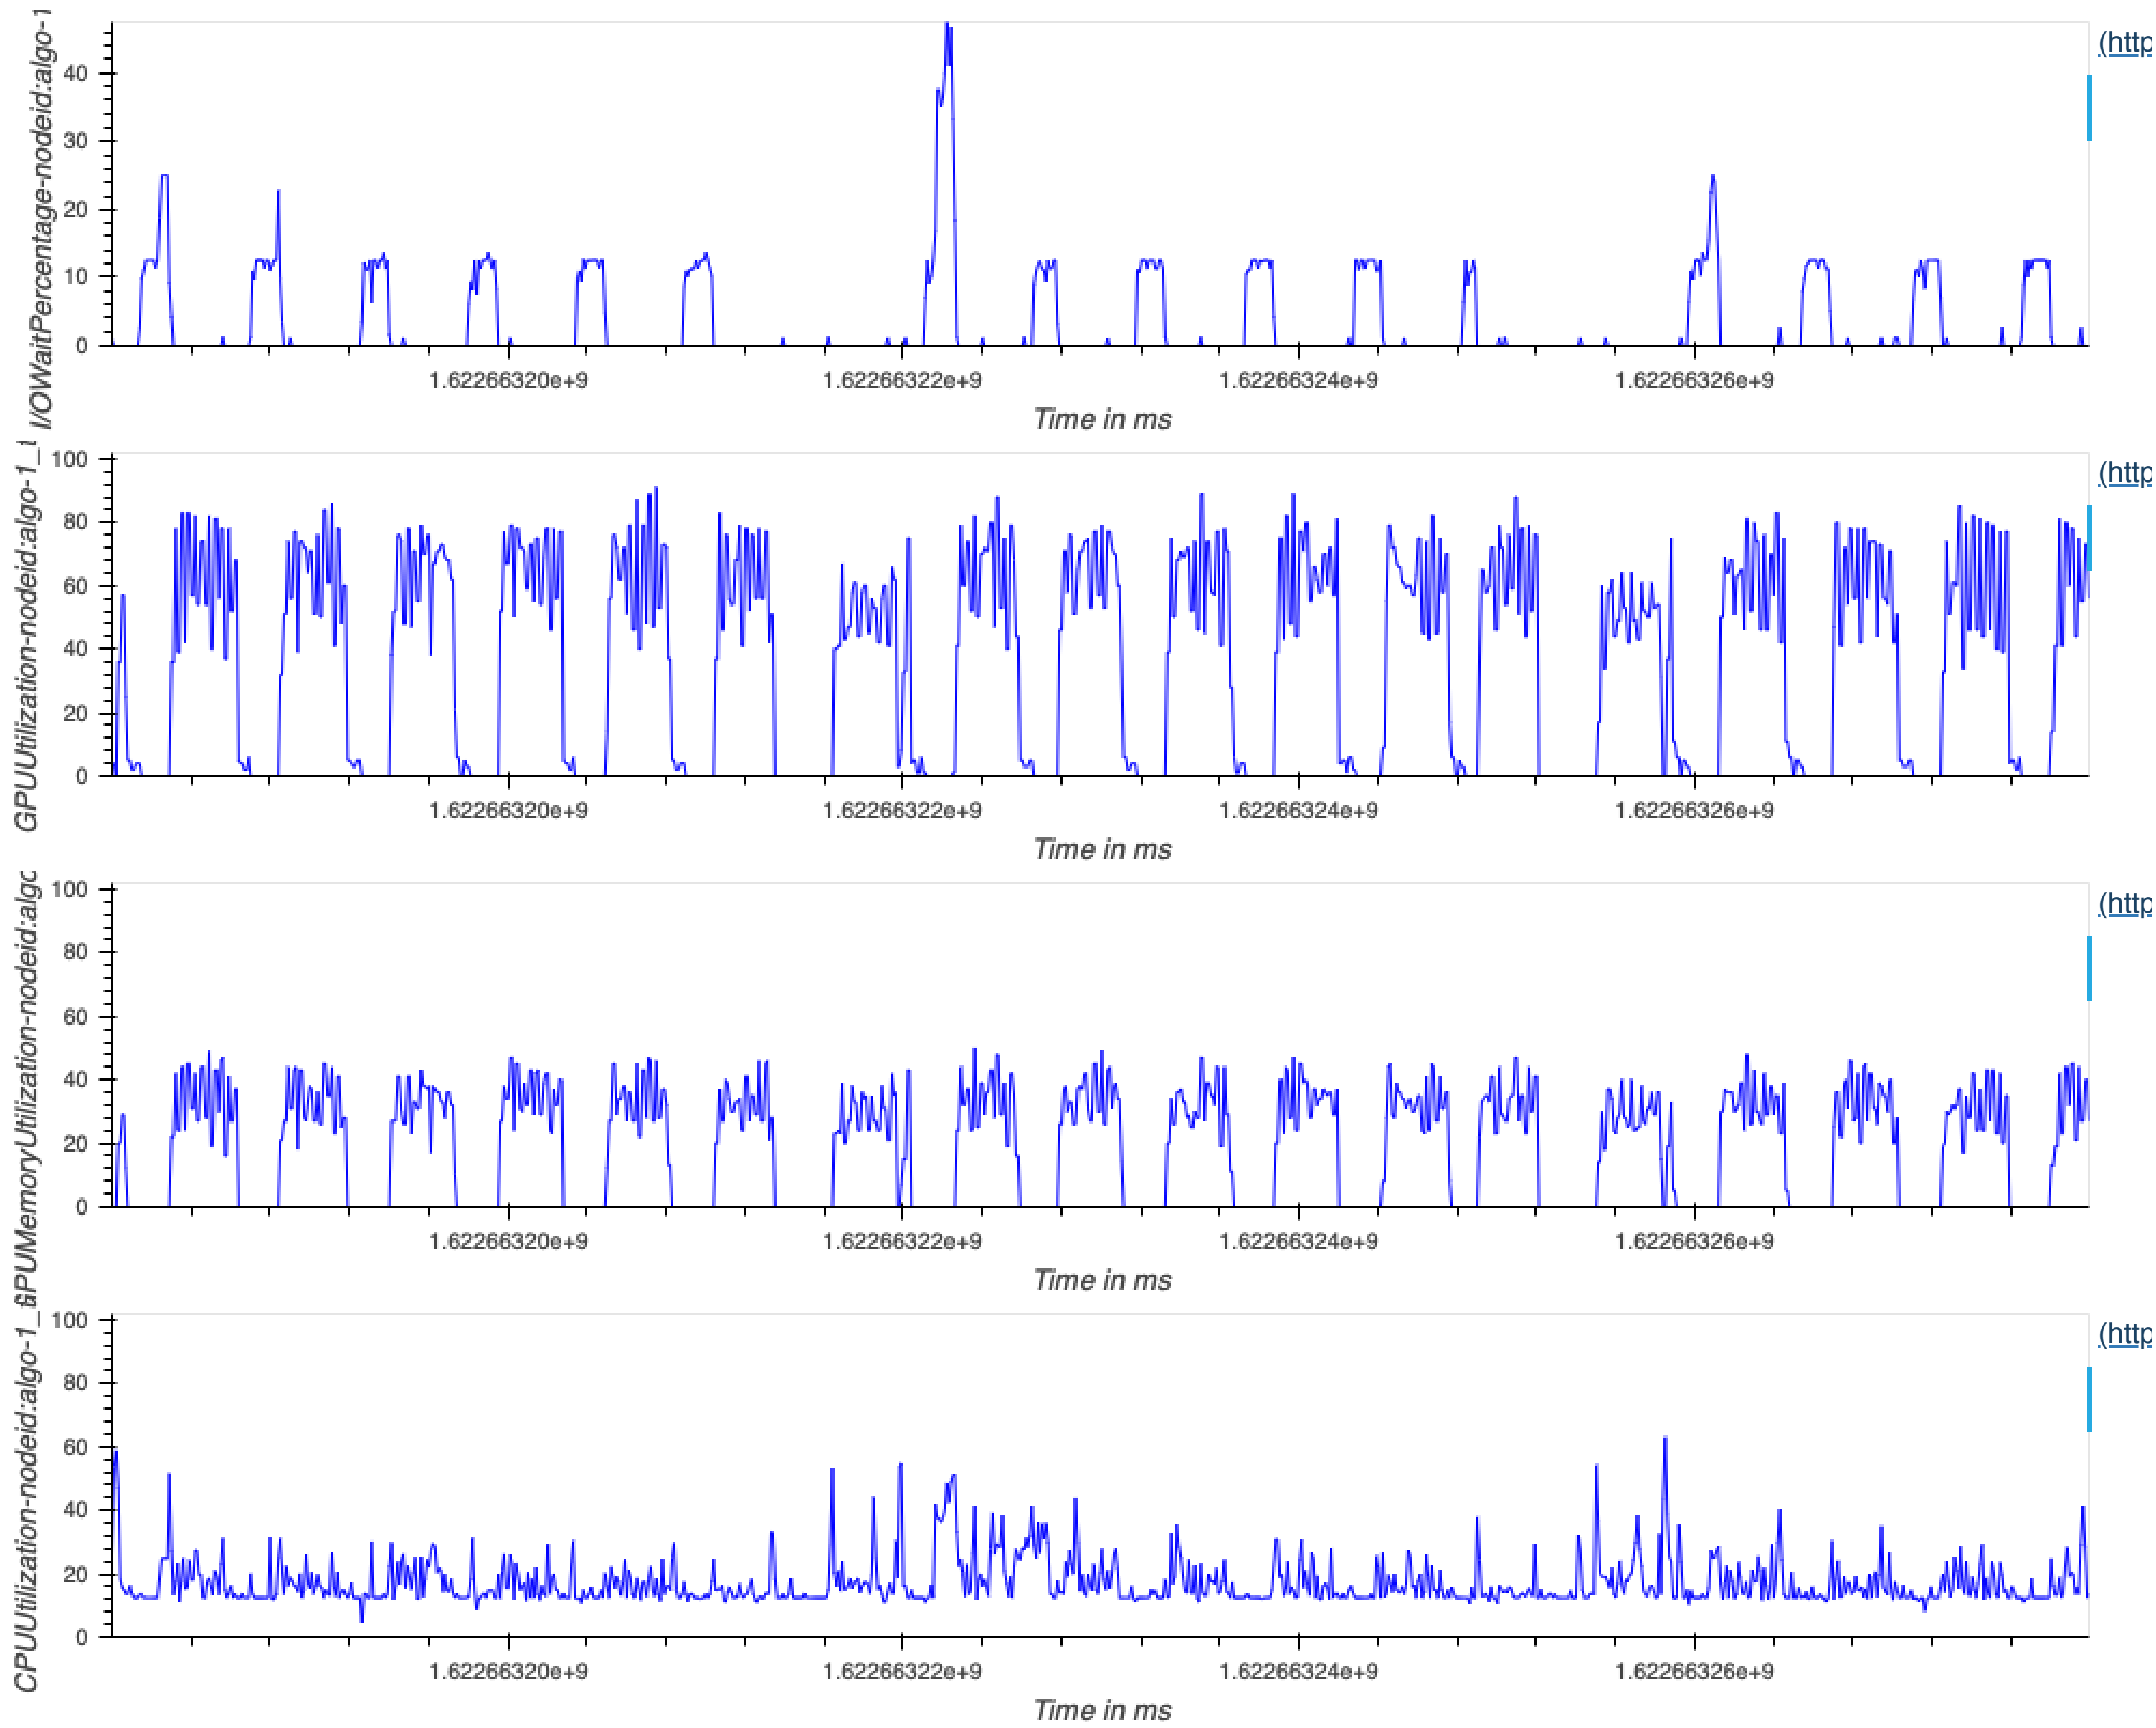 I/OWaitPercentage-nodeid:algo-1
40
30
20
10
0
1.62266320e+9 1.62266322e+9 1.62266324e+9 1.62266326e+9
Time in ms
(http
GPUUtilization-nodeid:algo-1_
100
80
60
40
20
0
1.62266320e+9 1.62266322e+9 1.62266324e+9 1.62266326e+9
Time in ms
(http
PUMemoryUtilization-nodeid:algo
100
80
60
40
20
0
1.62266320e+9 1.62266322e+9 1.62266324e+9 1.62266326e+9
Time in ms
(http
CPUUtilization-nodeid:algo-1_
100
80
60
40
20
0
1.62266320e+9 1.62266322e+9 1.62266324e+9 1.62266326e+9
Time in ms
(http